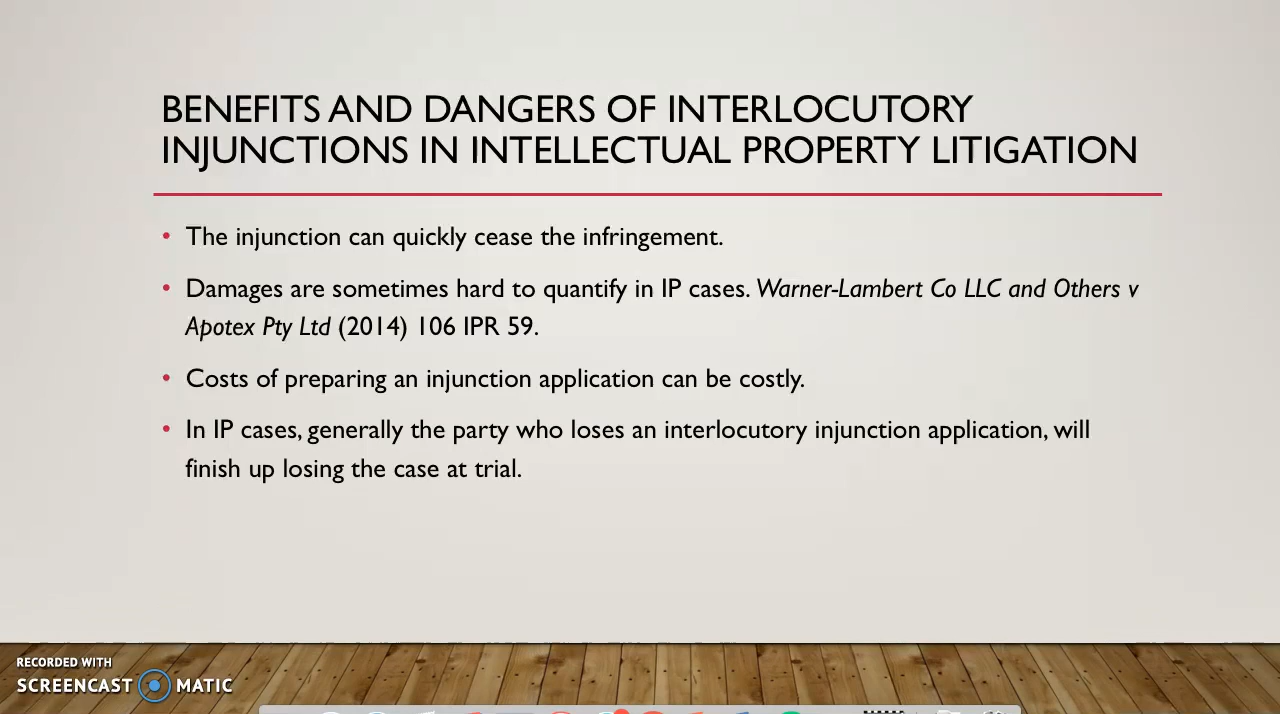 BENEFITS AND DANGERS OF INTERLOCUTORY
INJUNCTIONS IN INTELLECTUAL PROPERTY LITIGATION
• The injunction can quickly cease the infringement.
• Damages are sometimes hard to quantify in IP cases. Warner-Lambert Co LLC and Others v
Apotex Pty Ltd (2014) 106 IPR 59.
• Costs of preparing an injunction application can be costly.
• In IP cases, generally the party who loses an interlocutory injunction application, will
finish up losing the case at trial.
RECORDED WITH
SCREENCAST MATIC